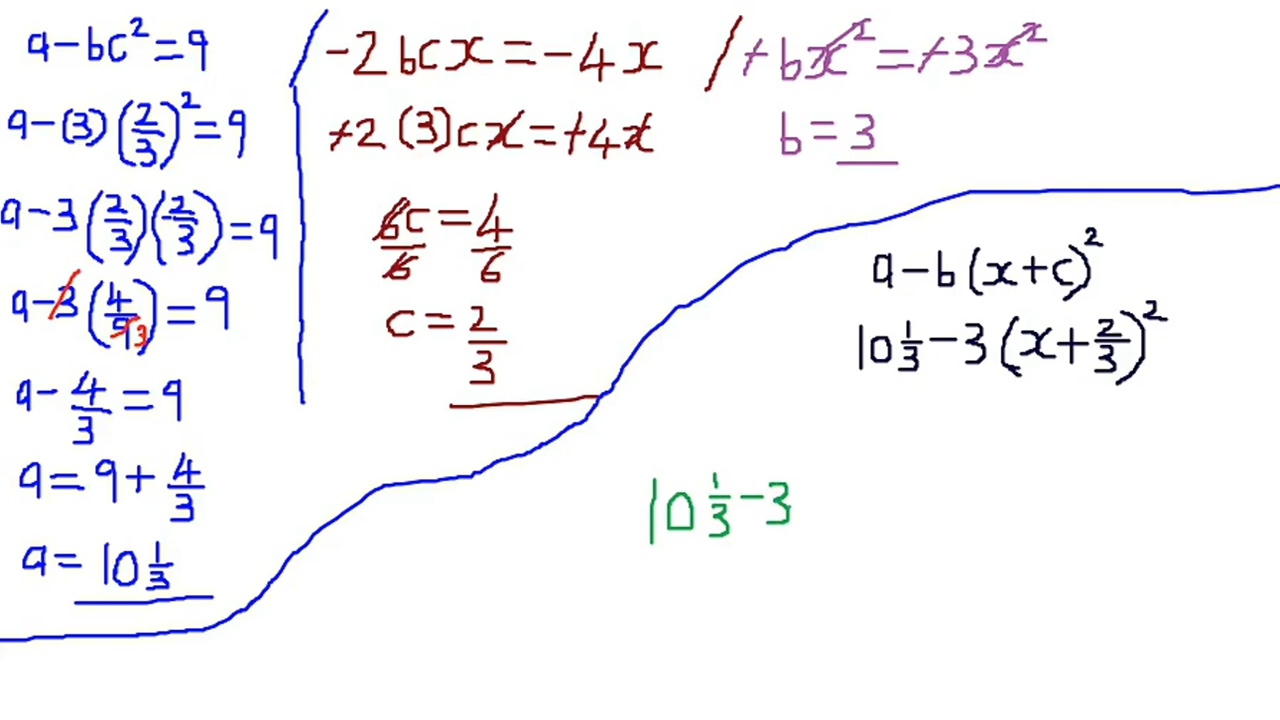 a-bc²=9
a-(3)(2/3)²=9
a-3(2/3)(2/3)=9
a-3(4/9 3)=9
a-4/3=9
a=9+4/3
a=10 1/3
-2bcx=-4x
+2(3)cx=+4x
6c/6=4/6
c=2/3
+bx²=+3x²
b=3
a-b(x+c)²
10 1/3-3(x+2/3)²
10 1/3-3